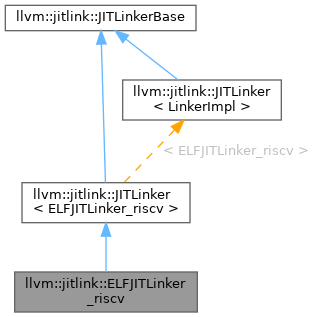 llvm::jitlink::JITLinkerBase
llvm::jitlink::JITLinker
< LinkerImpl >
< ELFJITLinker_riscv >
llvm::jitlink::JITLinker
< ELFJITLinker_riscv >
llvm::jitlink::ELFJITLinker
_riscv